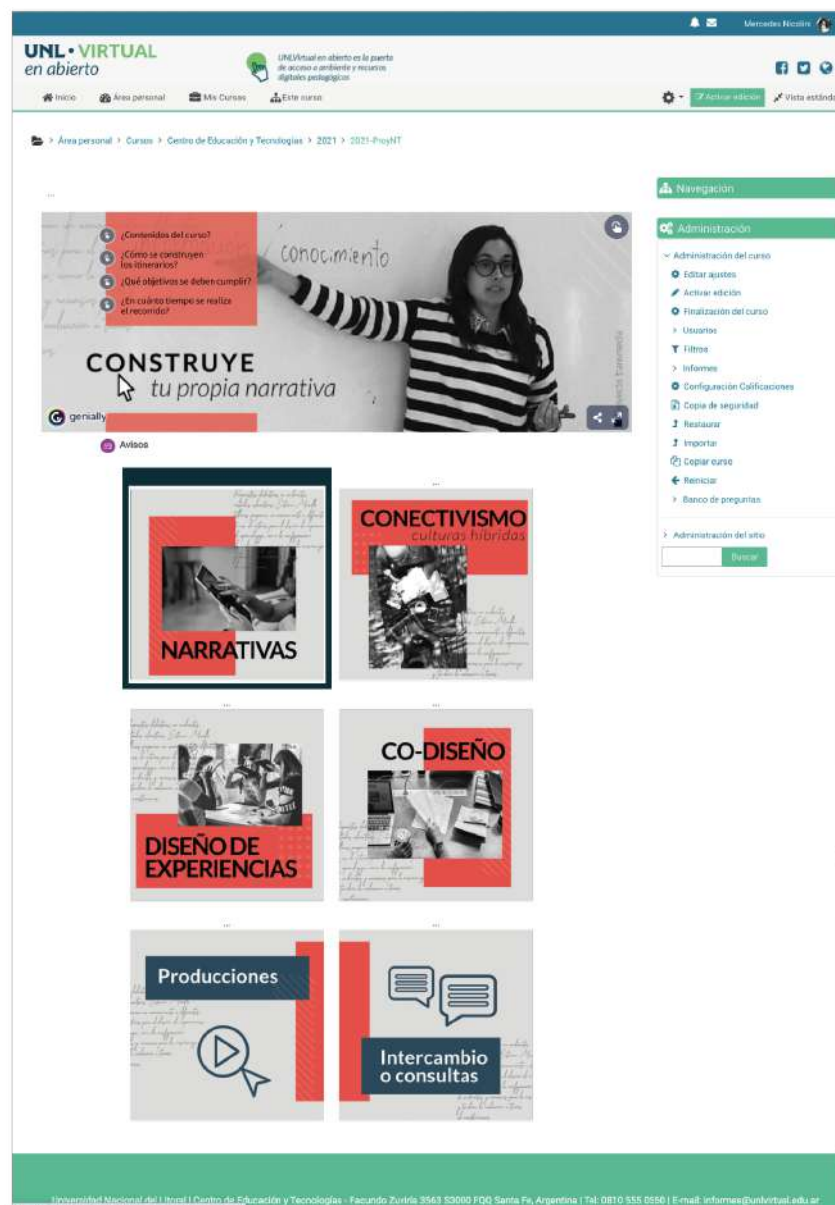 Mercedes Nicolini
UNL • VIRTUAL
en abierto
UNLVirtual en abierto es la puerta
de acceso a ambiente y recursos
digitales pedagógicos
Inicio
Área personal
Mis Cursos
Este curso
Activar edición
Vista estánda
> Área personal > Cursos > Centro de Educación y Tecnologías > 2021 > 2021-ProyNT
...
¿Contenidos del curso?
¿Cómo se construyen
los itinerarios?
¿Qué objetivos se deben cumplir?
¿En cuánto tiempo se realiza
el recorrido?
conocimiento
CONSTRUYE
tu propia narrativa
genially
Avisos
...
NARRATIVAS
CONECTIVISMO
culturas híbridas
...
...
DISEÑO DE
EXPERIENCIAS
CO-DISEÑO
...
...
Producciones
Intercambio
o consultas
Navegación
Administración
Administración del curso
Editar ajustes
Activar edición
Finalización del curso
> Usuarios
Filtros
> Informes
Configuración Calificaciones
Copia de seguridad
Restaurar
Importar
Copiar curso
Reiniciar
> Banco de preguntas
> Administración del sitio
Buscar
Universidad Nacional del Litoral | Centro de Educación y Tecnologías - Facundo Zuviría 3563 S3000 FQQ Santa Fe, Argentina | Tel: 0810 555 0550 | E-mail: informes@unlvirtual.edu.ar